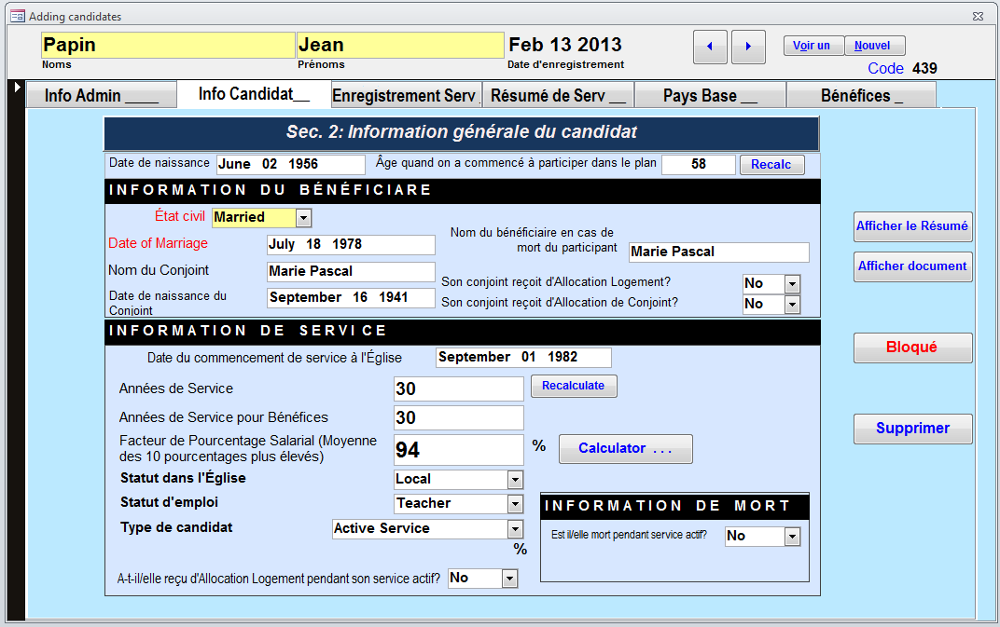 Adding candidates
Papin Jean Feb 13 2013 Voir un Nouvel
Noms Prénoms Date d'enregistrement
Code 439
Info Admin ____ Info Candidat__ Enregistrement Serv Résumé de Serv __ Pays Base __ Bénéfices _
Sec. 2: Information générale du candidat
Date de naissance June 02 1956 Âge quand on a commencé à participer dans le plan 58 Recalc
INFORMATION DU BÉNÉFICIARE
État civil Married
Nom du bénéficiaire en cas de
mort du participant Marie Pascal
Date of Marriage July 18 1978
Nom du Conjoint Marie Pascal
Son conjoint reçoit d'Allocation Logement? No
Date de naissance du
Conjoint September 16 1941
Son conjoint reçoit d'Allocation de Conjoint? No
INFORMATION DE SERVICE
Date du commencement de service à l'Église September 01 1982
Années de Service 30 Recalculate
Années de Service pour Bénéfices 30
Facteur de Pourcentage Salarial (Moyenne
des 10 pourcentages plus élevés) 94 % Calculator . . .
Statut dans l'Église Local
Statut d'emploi Teacher
Type de candidat Active Service
%
A-t-il/elle reçu d'Allocation Logement pendant son service actif? No
INFORMATION DE MORT
Est il/elle mort pendant service actif? No
Afficher le Résumé
Afficher document
Bloqué
Supprimer